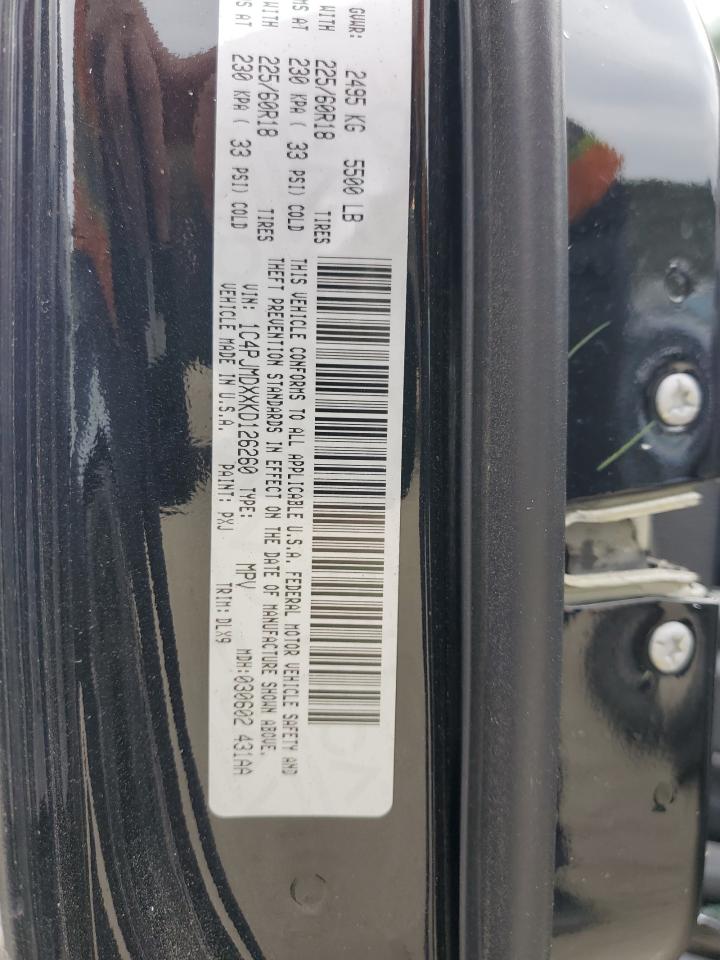 GVWR: 2495 KG 5500 LB
WITH 225/60R18 TIRES
MS AT 230 KPA ( 33 PSI) COLD
WITH 225/60R18 TIRES
S AT 230 KPA ( 33 PSI) COLD
THIS VEHICLE CONFORMS TO ALL APPLICABLE U.S.A. FEDERAL MOTOR VEHICLE SAFETY AND
THEFT PREVENTION STANDARDS IN EFFECT ON THE DATE OF MANUFACTURE SHOWN ABOVE.
VIN: 1C4PJMDXXKD126260 TYPE: MPV MDH:030602 431AA
VEHICLE MADE IN U.S.A. PAINT: PXJ TRIM: DLX9